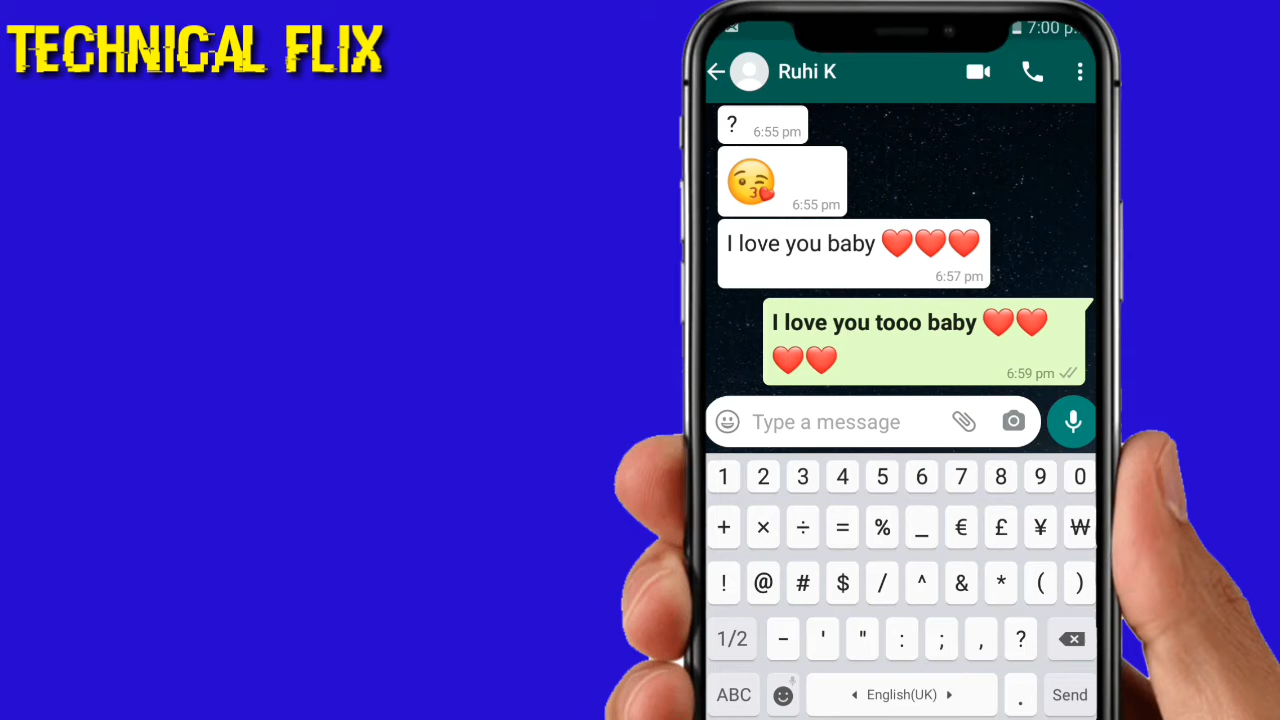 TECHNICAL FLIX
7:00 p.
Ruhi K
?
6:55 pm
6:55 pm
I love you baby ❤️❤️❤️
6:57 pm
I love you tooo baby ❤️❤️
❤️❤️
6:59 pm
Type a message
1 2 3 4 5 6 7 8 9 0
+ × ÷ = % _ € £ ¥ ₩
! @ # $ / ^ & * ( )
1/2 - ' " : ; , ?
ABC English(UK) . Send